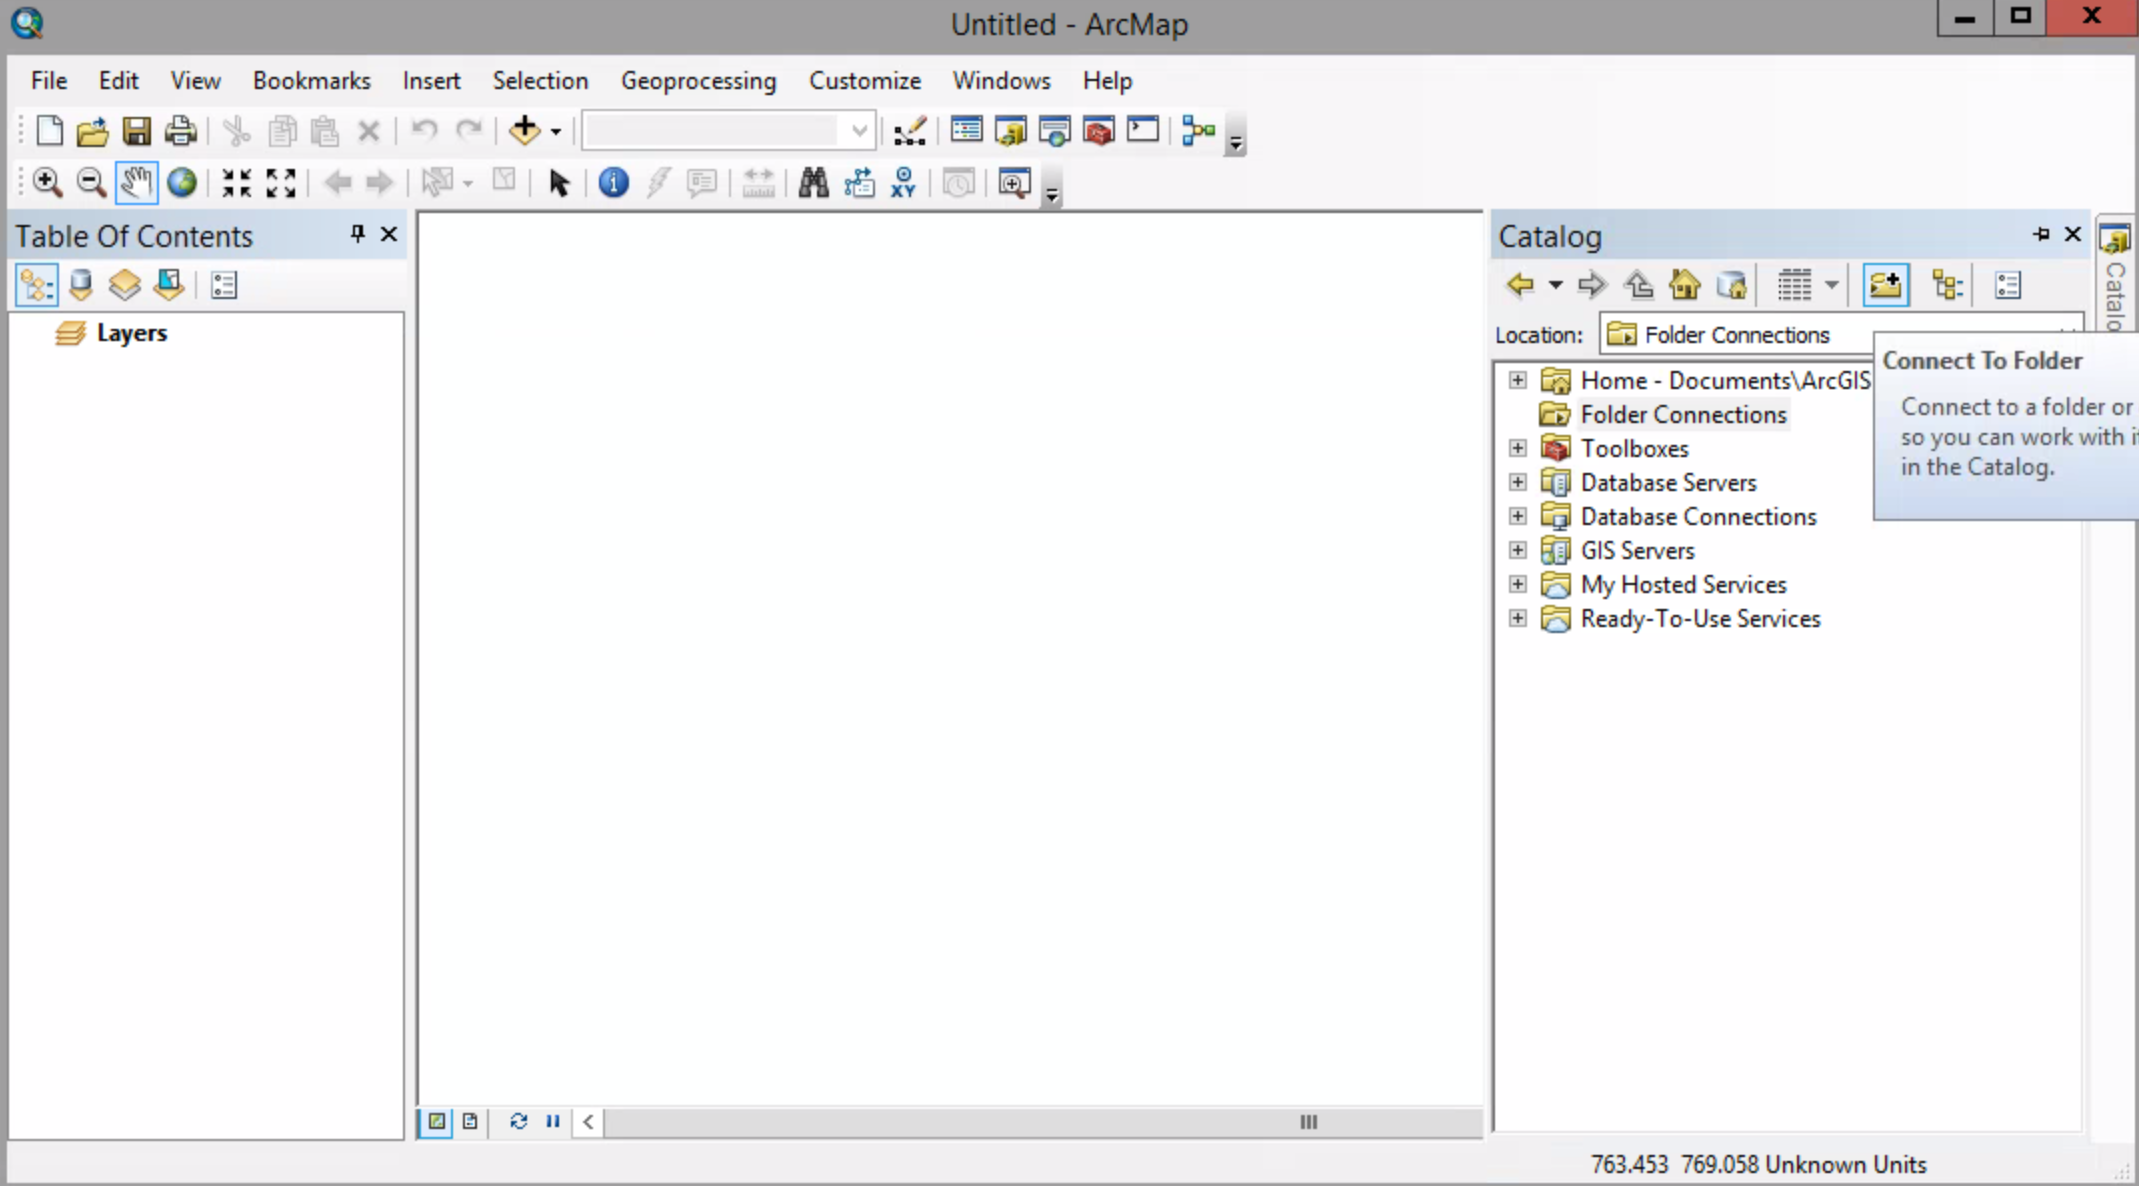 Untitled - ArcMap
File Edit View Bookmarks Insert Selection Geoprocessing Customize Windows Help
XY
Table Of Contents
Layers
Catalog
Catalo
Location: Folder Connections
Home - Documents\ArcGIS
Folder Connections
Toolboxes
Database Servers
Database Connections
GIS Servers
My Hosted Services
Ready-To-Use Services
Connect To Folder
Connect to a folder or
so you can work with i
in the Catalog.
763.453 769.058 Unknown Units